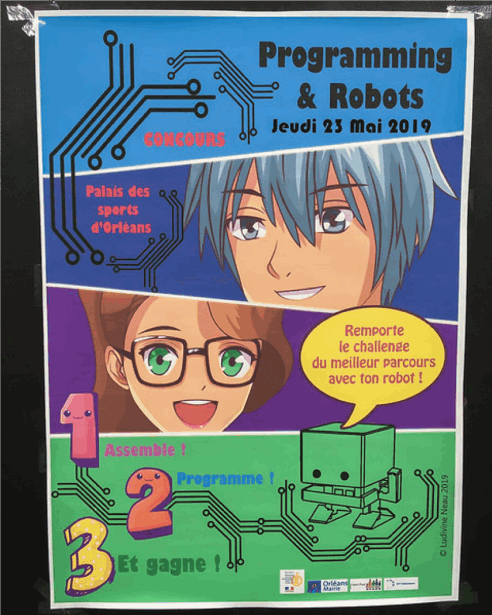 Programming
& Robots
Jeudi 23 Mai 2019
CONCOURS
Palais des
sports
d'Orléans
Remporte
le challenge
du meilleur parcours
avec ton robot !
1
Assemble !
2
Programme !
3
Et gagne !
© Ludivine Neau 2019
Orléans
Mairie